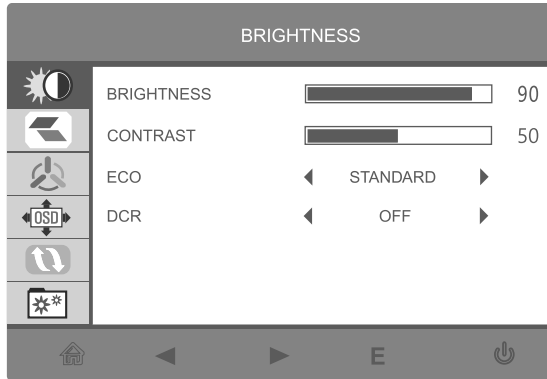 BRIGHTNESS
BRIGHTNESS 90
CONTRAST 50
ECO STANDARD
DCR OFF
OSD
E